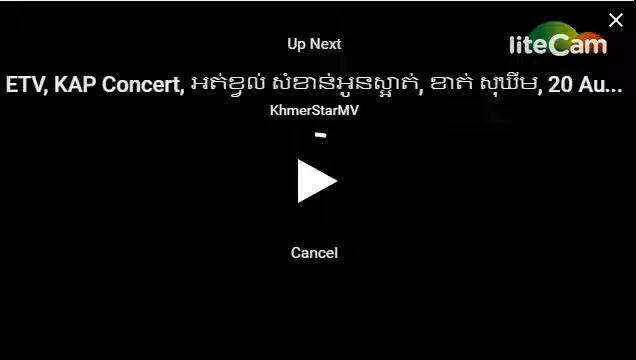 Up Next
liteCam
ETV, KAP Concert, អត់ខ្វល់ សំខាន់អូនស្អាត់, ខាត់ សុឃីម, 20 Au...
KhmerStarMV
Cancel